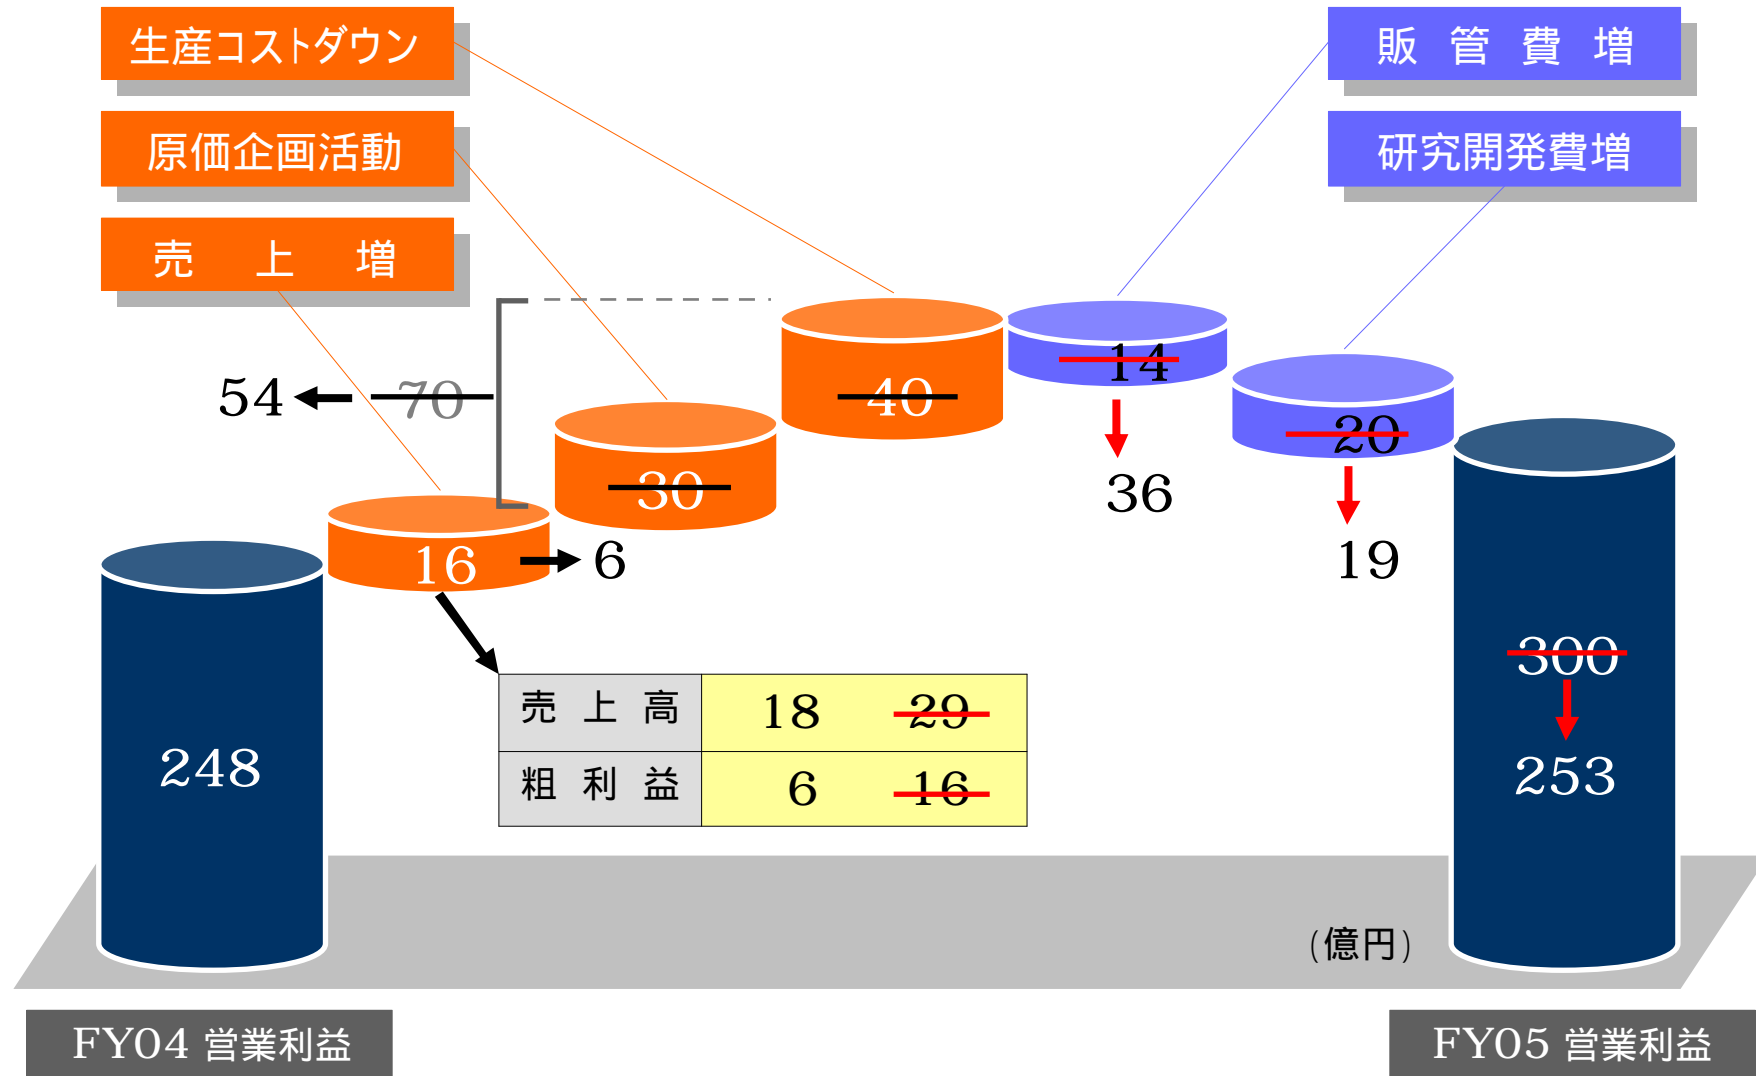 生産コストダウン
原価企画活動
売上増
販管費増
研究開発費増
54
70
40
14
36
30
20
19
16
6
248
300
253
売上高 18 29
粗利益 6 16
(億円)
FY04 営業利益
FY05 営業利益